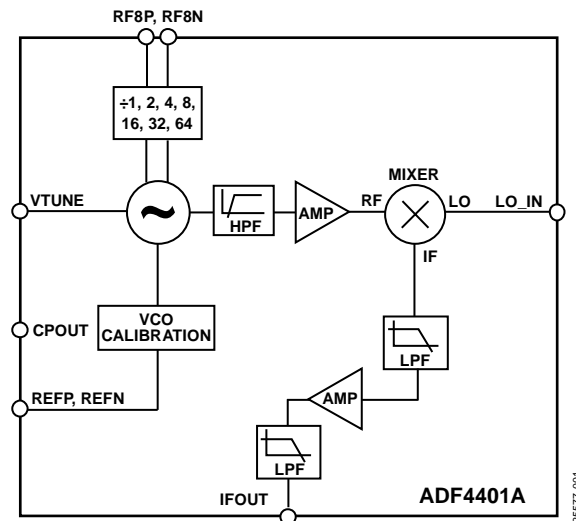 RF8P, RF8N
÷1, 2, 4, 8,
16, 32, 64
MIXER
VTUNE
HPF
AMP
RF
LO
LO_IN
IF
VCO
CALIBRATION
CPOUT
LPF
REFP, REFN
AMP
LPF
IFOUT
ADF4401A